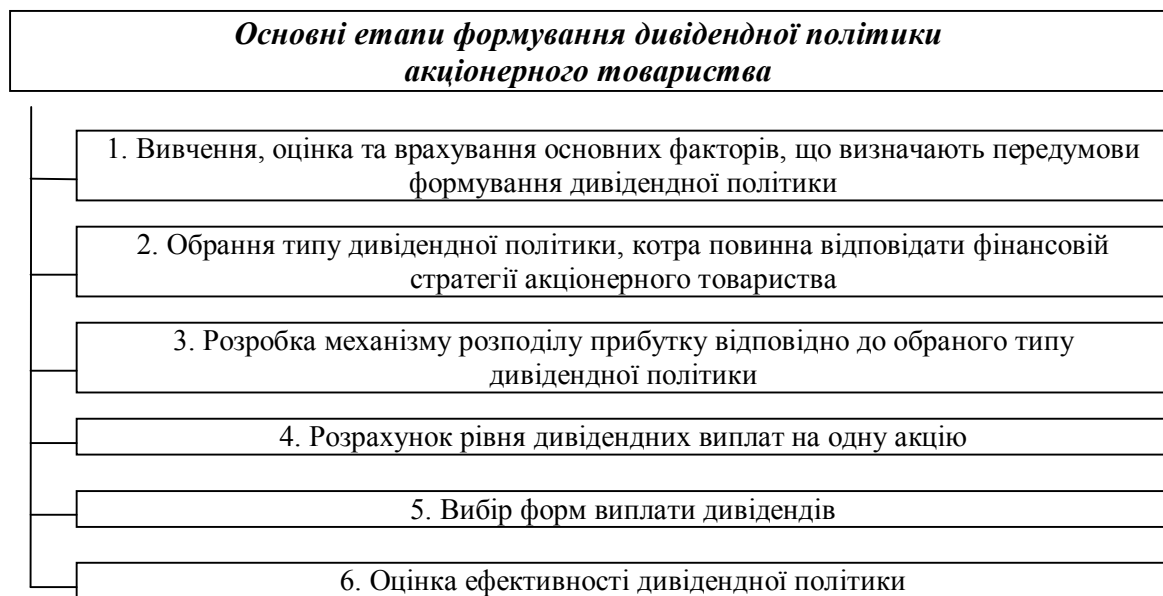 Основні етапи формування дивідендної політики
акціонерного товариства
1. Вивчення, оцінка та врахування основних факторів, що визначають передумови
формування дивідендної політики
2. Обрання типу дивідендної політики, котра повинна відповідати фінансовій
стратегії акціонерного товариства
3. Розробка механізму розподілу прибутку відповідно до обраного типу
дивідендної політики
4. Розрахунок рівня дивідендних виплат на одну акцію
5. Вибір форм виплати дивідендів
6. Оцінка ефективності дивідендної політики